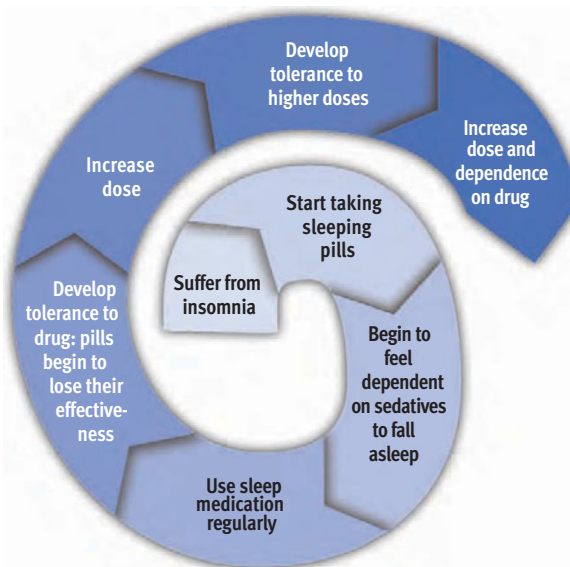 Suffer from
insomnia
Start taking
sleeping
pills
Begin to
feel
dependent
on sedatives
to fall
asleep
Use sleep
medication
regularly
Develop
tolerance to
drug: pills
begin to
lose their
effective-
ness
Increase
dose
Develop
tolerance to
higher doses
Increase
dose and
dependence
on drug